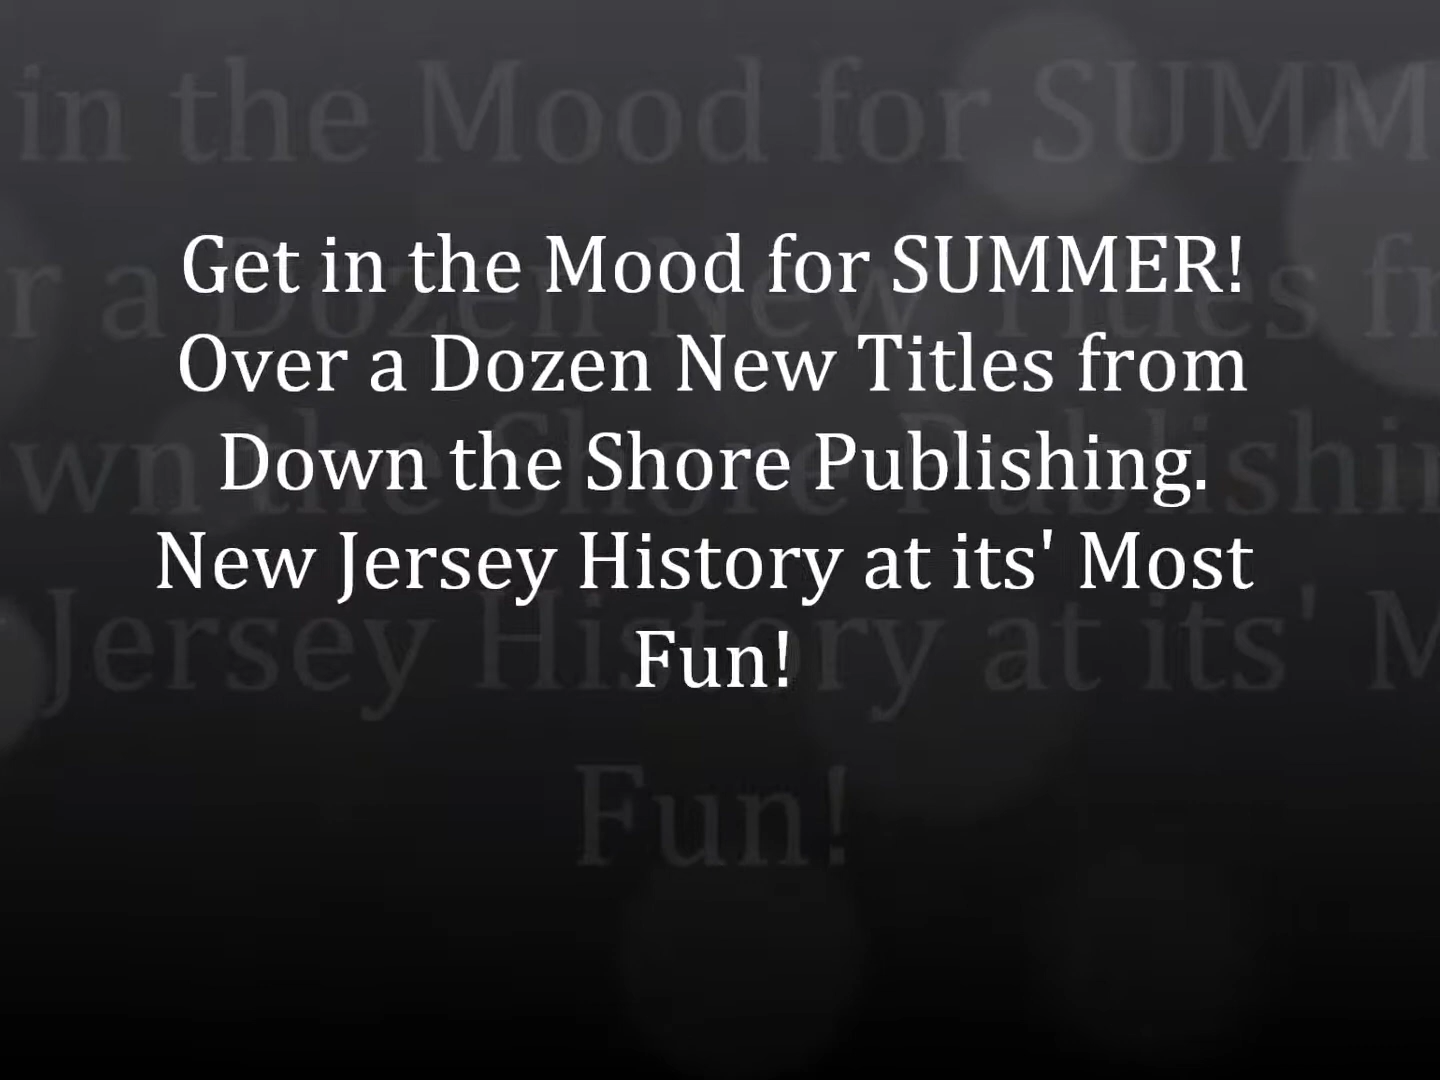 Get in the Mood for SUMMER!
Over a Dozen New Titles from
Down the Shore Publishing.
New Jersey History at its' Most
Fun!